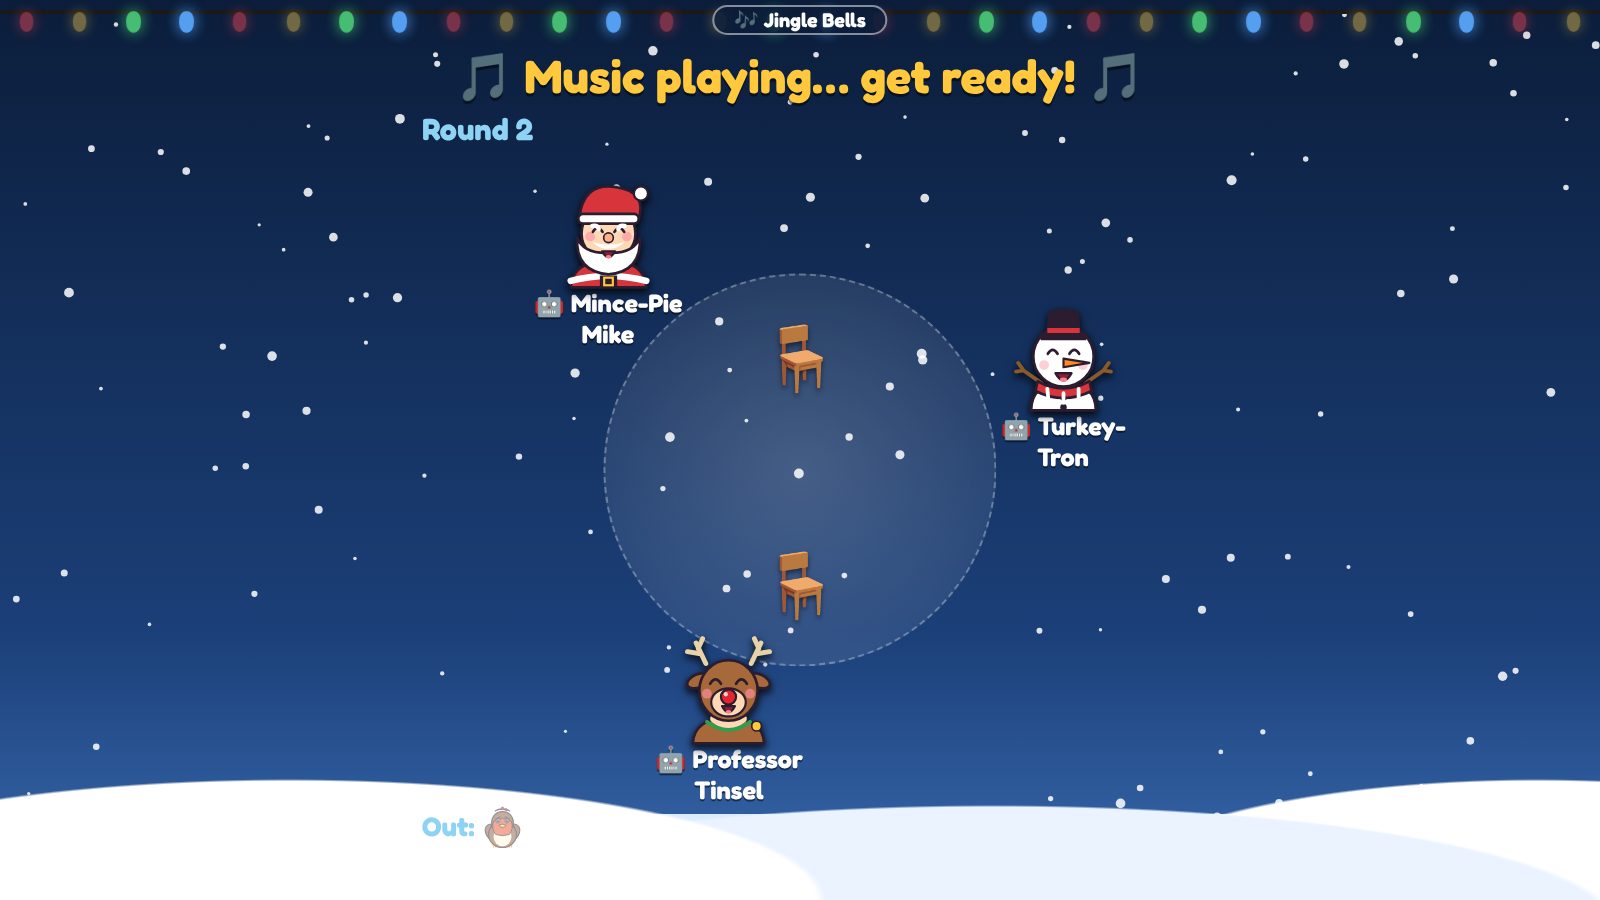 🎶 Jingle Bells
🎵 Music playing... get ready! 🎵
Round 2
🤖 Mince-Pie
Mike
🤖 Turkey-
Tron
🤖 Professor
Tinsel
Out: